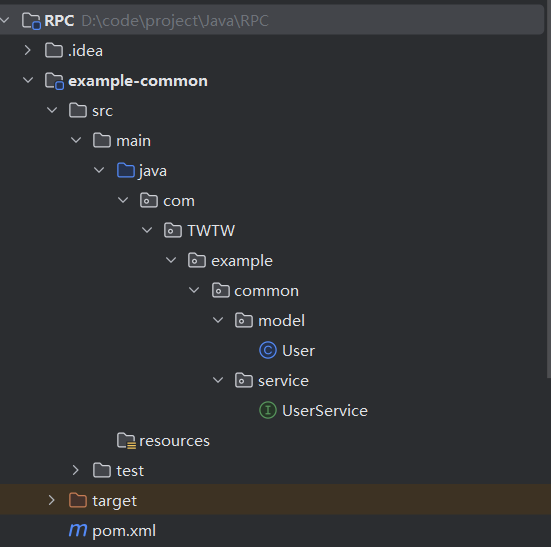 RPC D:\code\project\Java\RPC
.idea
example-common
src
main
java
com
TWTW
example
common
model
C User
service
I UserService
resources
test
target
m pom.xml